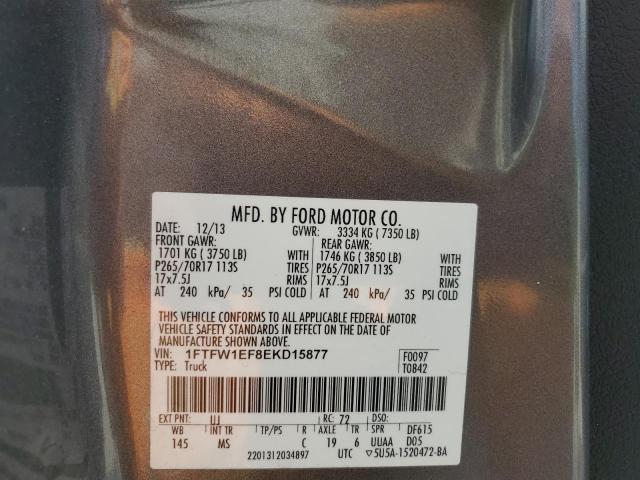 MFD. BY FORD MOTOR CO.
DATE: 12/13 GVWR: 3334 KG ( 7350 LB)
FRONT GAWR: REAR GAWR:
1701 KG ( 3750 LB) WITH 1746 KG ( 3850 LB) WITH
P265/70R17 113S TIRES P265/70R17 113S TIRES
17x7.5J RIMS 17x7.5J RIMS
AT 240 kPa/ 35 PSI COLD AT 240 kPa/ 35 PSI COLD
THIS VEHICLE CONFORMS TO ALL APPLICABLE FEDERAL MOTOR
VEHICLE SAFETY STANDARDS IN EFFECT ON THE DATE OF
MANUFACTURE SHOWN ABOVE.
VIN: 1FTFW1EF8EKD15877 F0097
TYPE: Truck T0842
EXT PNT: UJ RC: 72 DSO:
WB INT TR TP/PS R AXLE TR SPR DF615
145 MS C 19 6 UUAA D05
2201312034897 UTC ▽5U5A-1520472-BA